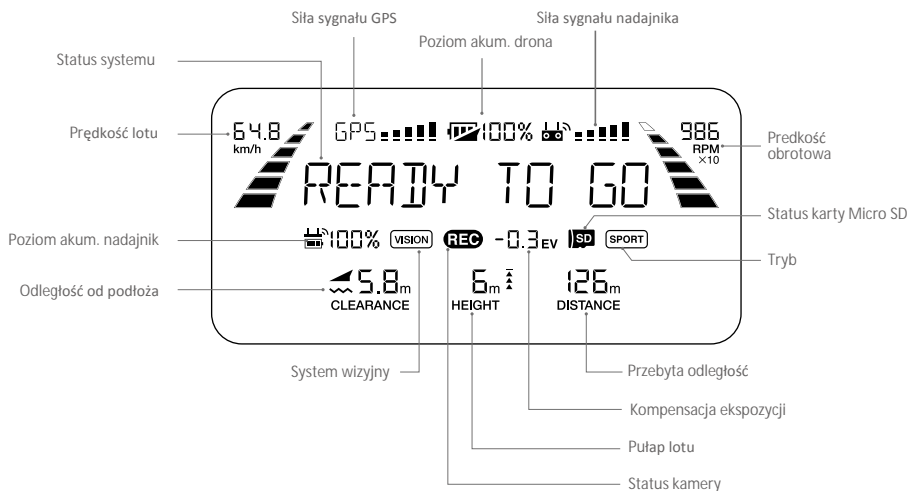 Siła sygnału GPS
Siła sygnału nadajnika
Poziom akum. drona
Status systemu
Prędkość lotu
64.8
km/h
GPS
100%
986
RPM
×10
Predkość
obrotowa
READY TO GO
Status karty Micro SD
Poziom akum. nadajnik
100%
VISION
REC
-0.3 EV
SD
SPORT
Tryb
Odległość od podłoża
5.8m
CLEARANCE
6m
HEIGHT
126m
DISTANCE
System wizyjny
Przebyta odległość
Kompensacja ekspozycji
Pułap lotu
Status kamery